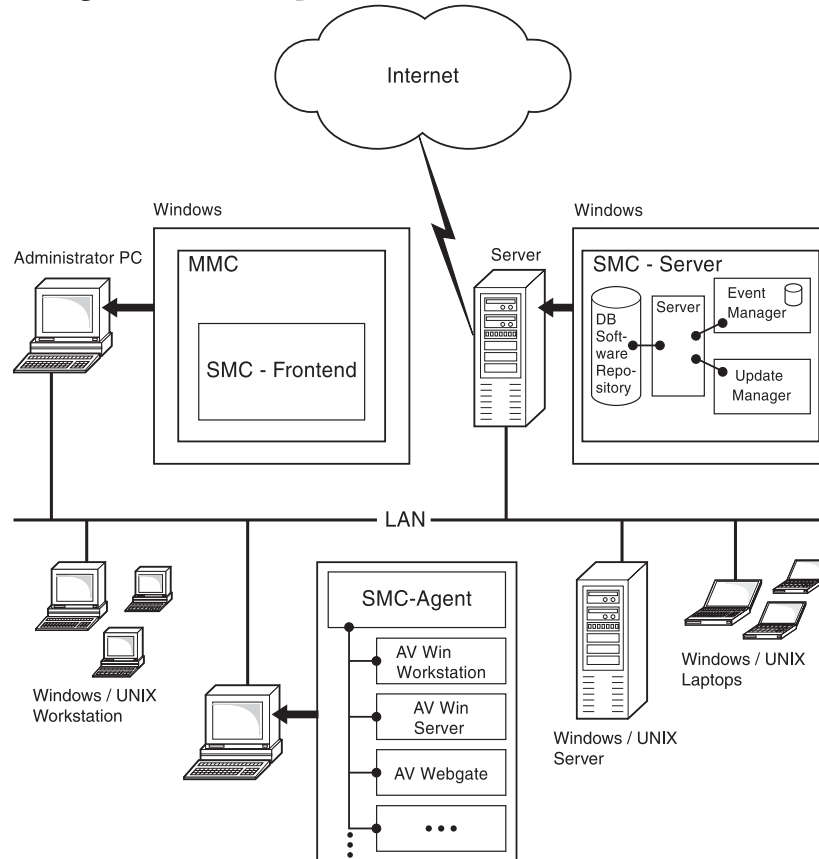 Internet
Windows
Windows
Administrator PC
MMC
SMC - Frontend
Server
SMC - Server
DB
Soft-
ware
Repo-
sitory
Server
Event
Manager
Update
Manager
LAN
Windows / UNIX
Workstation
SMC-Agent
AV Win
Workstation
AV Win
Server
AV Webgate
• • •
Windows / UNIX
Server
Windows / UNIX
Laptops